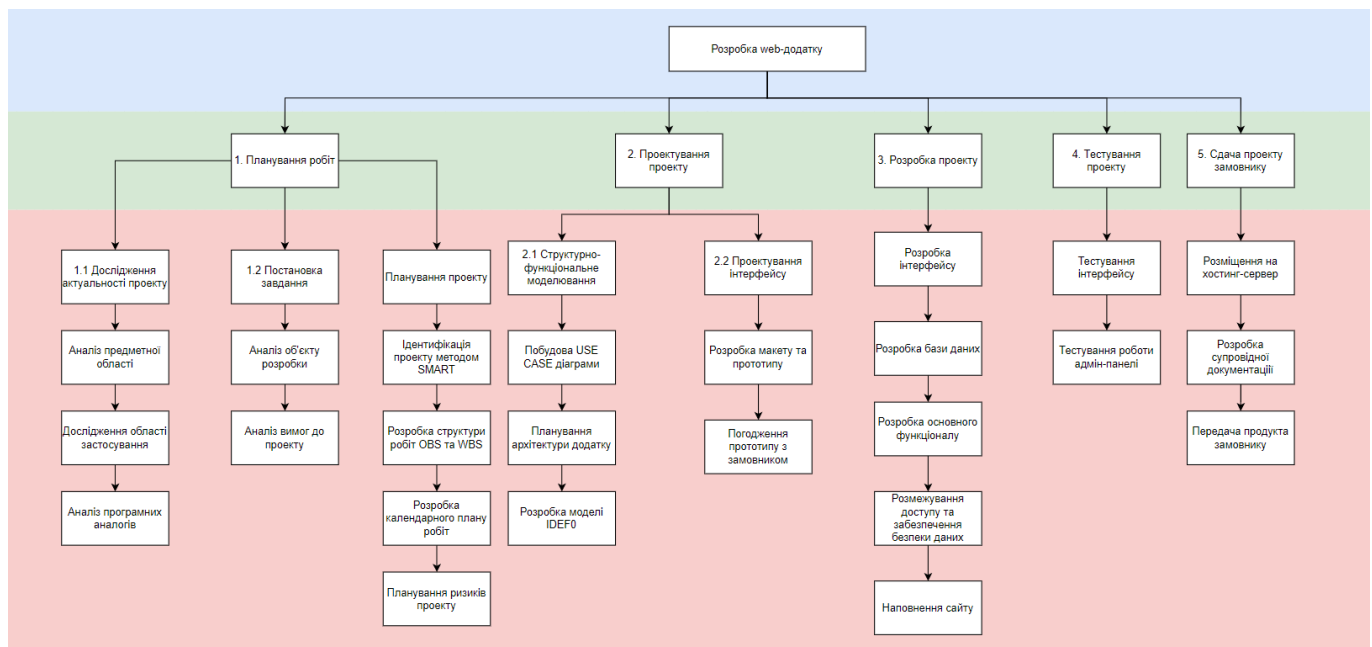 Розробка web-додатку
1. Планування робіт
2. Проектування
проекту
3. Розробка проекту
4. Тестування
проекту
5. Сдача проекту
замовнику
1.1 Дослідження
актуальності проекту
Аналіз предметної
області
Дослідження області
застосування
Аналіз програмних
аналогів
1.2 Постановка
завдання
Аналіз об'єкту
розробки
Аналіз вимог до
проекту
Планування проекту
Ідентифікація
проекту методом
SMART
Розробка структури
робіт OBS та WBS
Розробка
календарного плану
робіт
Планування ризиків
проекту
2.1 Структурно-
функціональне
моделювання
Побудова USE
CASE діаграми
Планування
архітектури додатку
Розробка моделі
IDEF0
2.2 Проектування
інтерфейсу
Розробка макету та
прототипу
Погодження
прототипу з
замовником
Розробка
інтерфейсу
Розробка бази даних
Розробка основного
функціоналу
Розмежування
доступу та
забезпечення
безпеки даних
Наповнення сайту
Тестування
інтерфейсу
Тестування роботи
адмін-панелі
Розміщення на
хостинг-сервер
Розробка
супровідної
документаціії
Передача продукта
замовнику